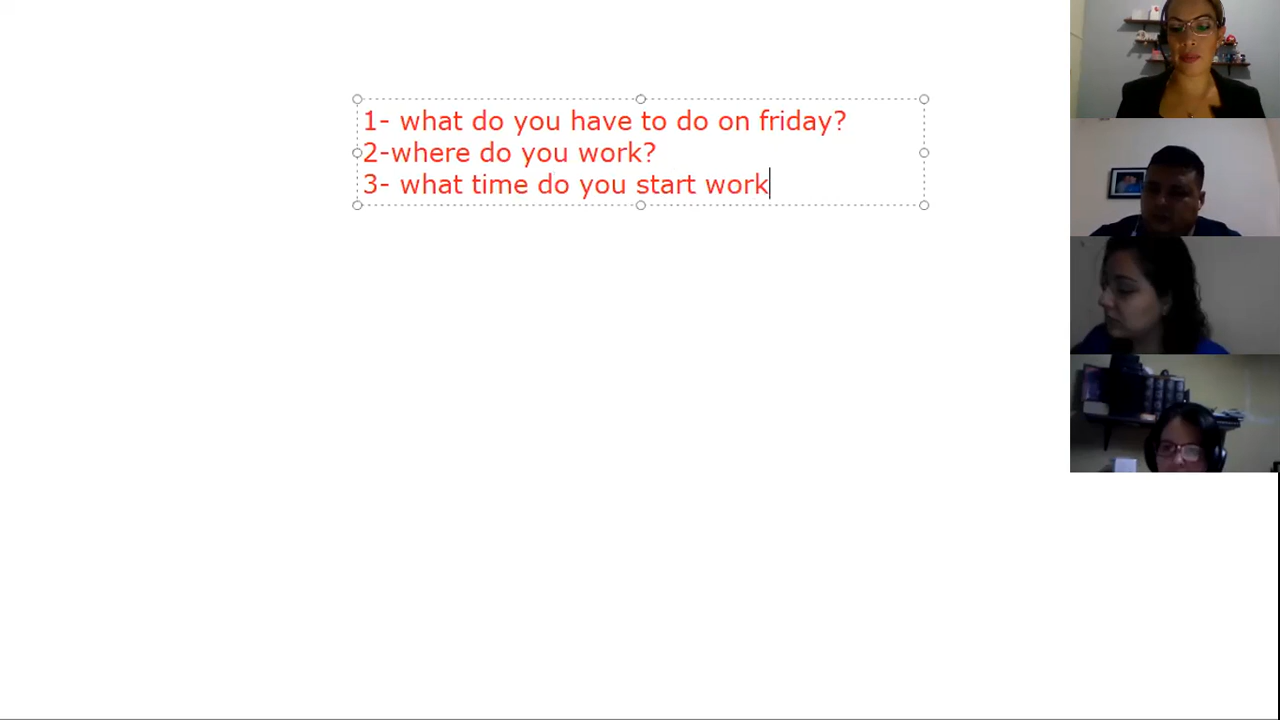 1- what do you have to do on friday?
2-where do you work?
3- what time do you start work